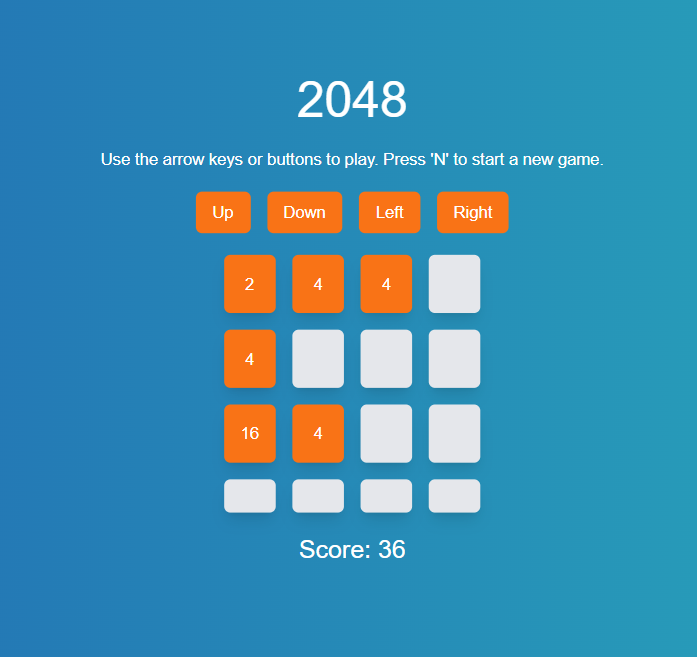 2048
Use the arrow keys or buttons to play. Press 'N' to start a new game.
Up Down Left Right
2 4 4
4
16 4
Score: 36